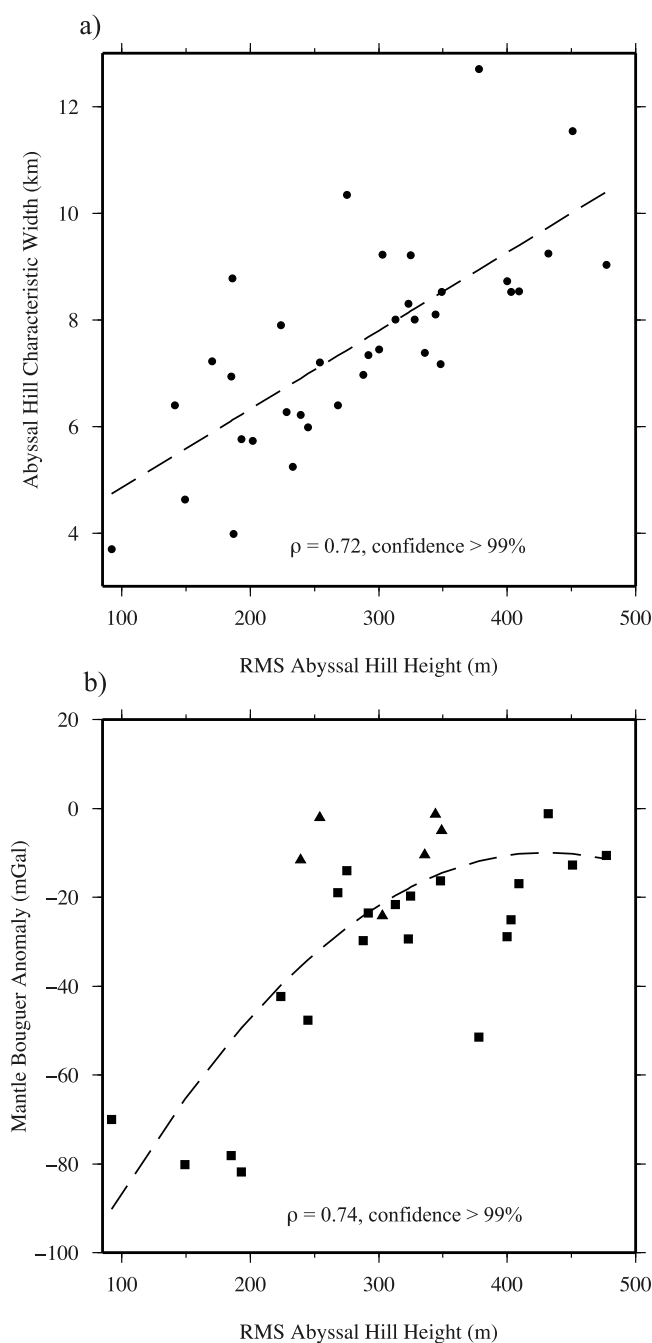 a)
12
10
8
6
4
Abyssal Hill Characteristic Width (km)
ρ = 0.72, confidence > 99%
100 200 300 400 500
RMS Abyssal Hill Height (m)
b)
20
0
−20
−40
−60
−80
−100
Mantle Bouguer Anomaly (mGal)
ρ = 0.74, confidence > 99%
100 200 300 400 500
RMS Abyssal Hill Height (m)